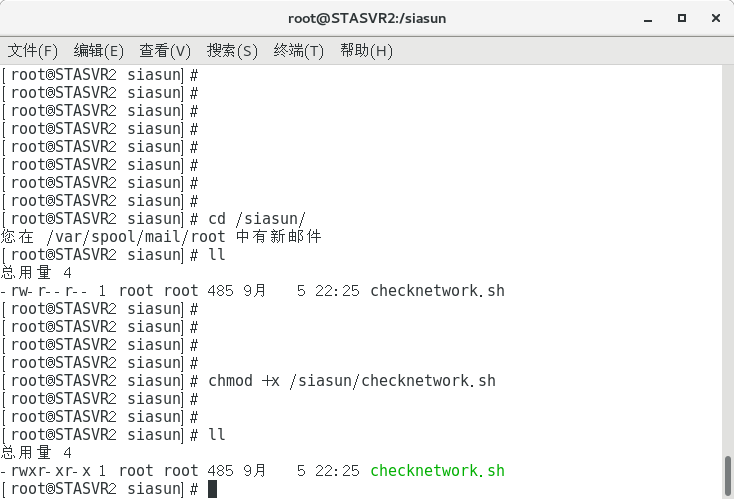 root@STASVR2:/siasun
文件(F) 编辑(E) 查看(V) 搜索(S) 终端(T) 帮助(H)
[root@STASVR2 siasun]#
[root@STASVR2 siasun]#
[root@STASVR2 siasun]#
[root@STASVR2 siasun]#
[root@STASVR2 siasun]#
[root@STASVR2 siasun]#
[root@STASVR2 siasun]#
[root@STASVR2 siasun]#
[root@STASVR2 siasun]# cd /siasun/
您在 /var/spool/mail/root 中有新邮件
[root@STASVR2 siasun]# ll
总用量 4
-rw-r--r-- 1 root root 485 9月   5 22:25 checknetwork.sh
[root@STASVR2 siasun]#
[root@STASVR2 siasun]#
[root@STASVR2 siasun]#
[root@STASVR2 siasun]#
[root@STASVR2 siasun]# chmod +x /siasun/checknetwork.sh
[root@STASVR2 siasun]#
[root@STASVR2 siasun]#
[root@STASVR2 siasun]# ll
总用量 4
-rwxr-xr-x 1 root root 485 9月   5 22:25 checknetwork.sh
[root@STASVR2 siasun]#